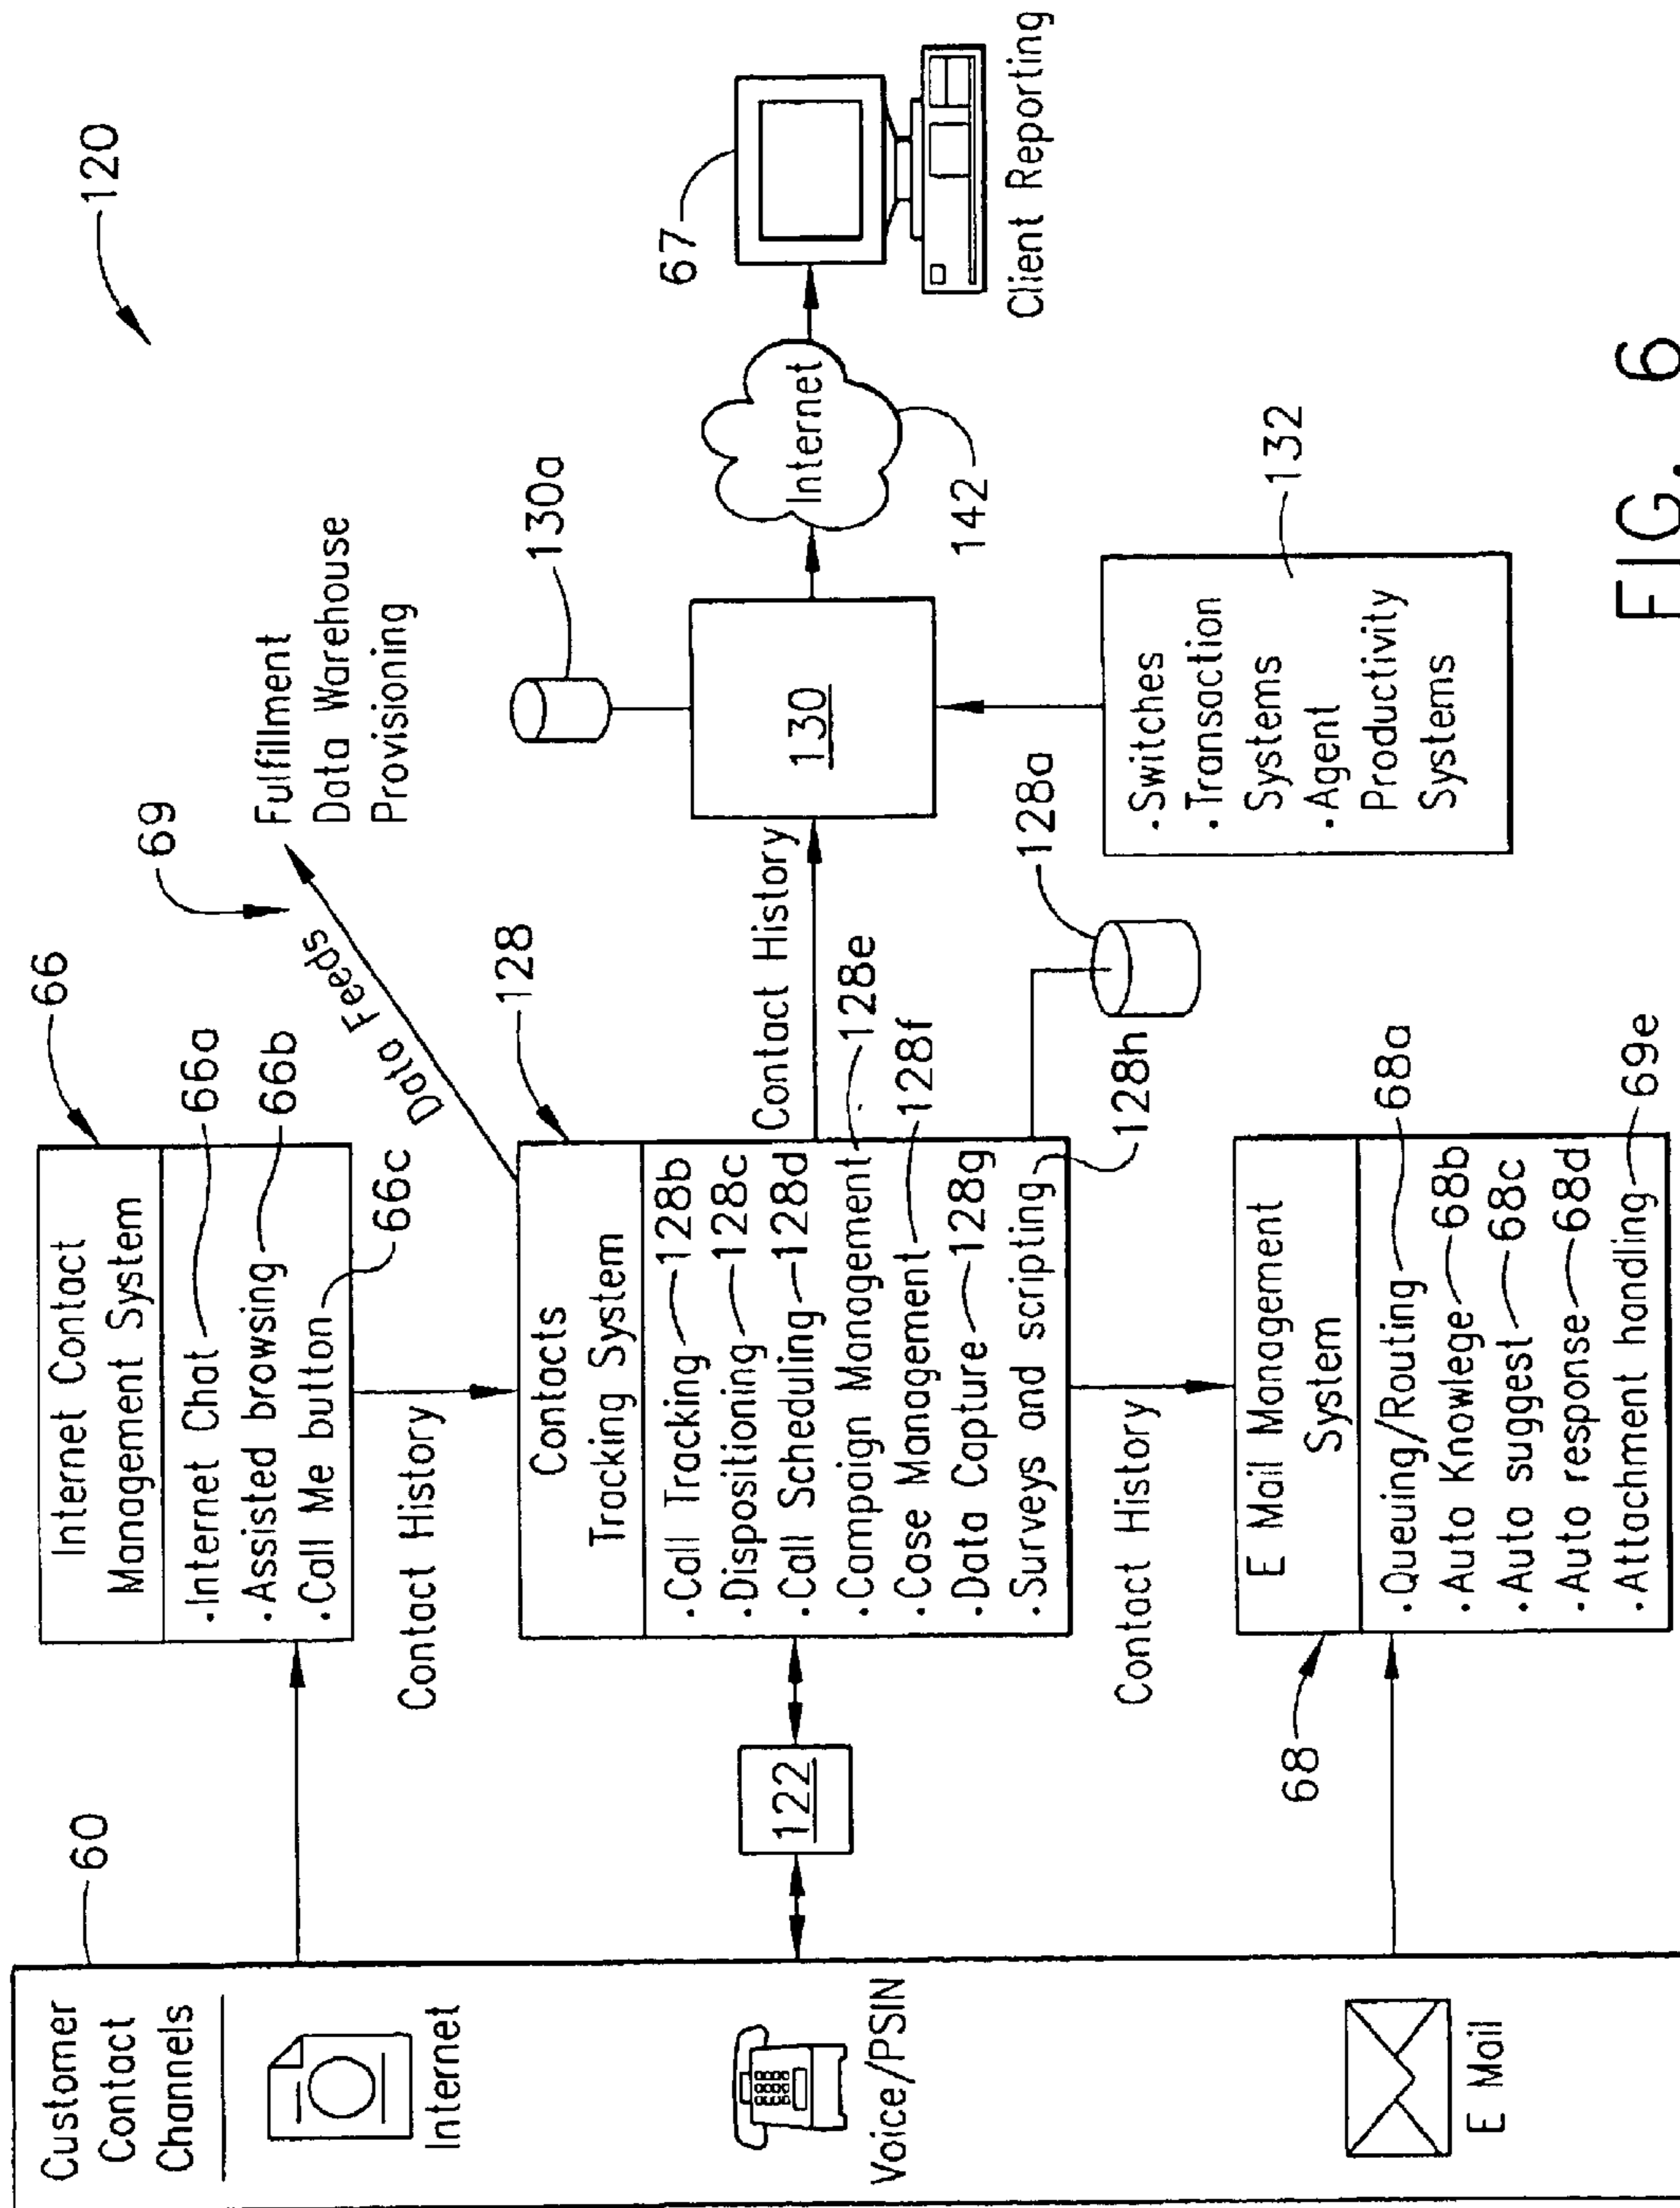 120
Customer
Contact
Channels
60
Internet
Voice/PSIN
E Mail
Internet Contact
Management System
66
·Internet Chat 66a
·Assisted browsing 66b
·Call Me button 66c
Contact History
122
Contacts
Tracking System
128
·Call Tracking 128b
·Dispositioning 128c
·Call Scheduling 128d
·Campaign Management 128e
·Case Management 128f
·Data Capture 128g
·Surveys and scripting 128h
128a
Data Feeds
69
Fulfillment
Data Warehouse
Provisioning
Contact History
Contact History
68
E Mail Management
System
·Queuing/Routing 68a
·Auto Knowlege 68b
·Auto suggest 68c
·Auto response 68d
·Attachment handling 69e
130
130a
·Switches
·Transaction
Systems
·Agent
Productivity
Systems
132
Internet
142
67
Client Reporting
FIG. 6